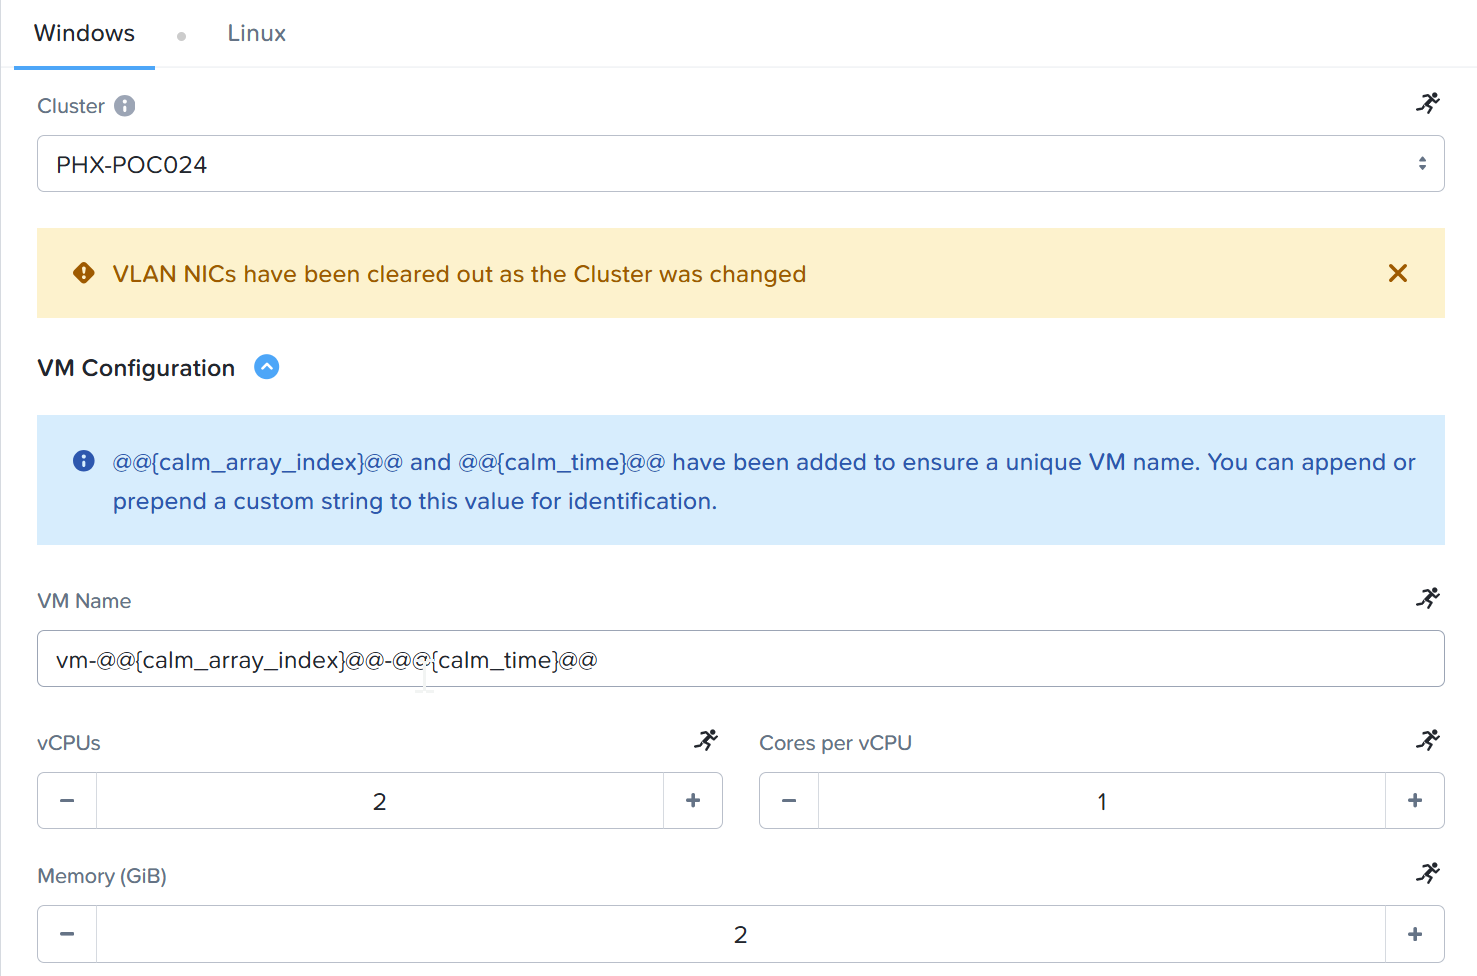 Windows
Linux
Cluster
PHX-POC024
VLAN NICs have been cleared out as the Cluster was changed
VM Configuration
@@{calm_array_index}@@ and @@{calm_time}@@ have been added to ensure a unique VM name. You can append or
prepend a custom string to this value for identification.
VM Name
vm-@@{calm_array_index}@@-@@{calm_time}@@
vCPUs
Cores per vCPU
2
1
Memory (GiB)
2